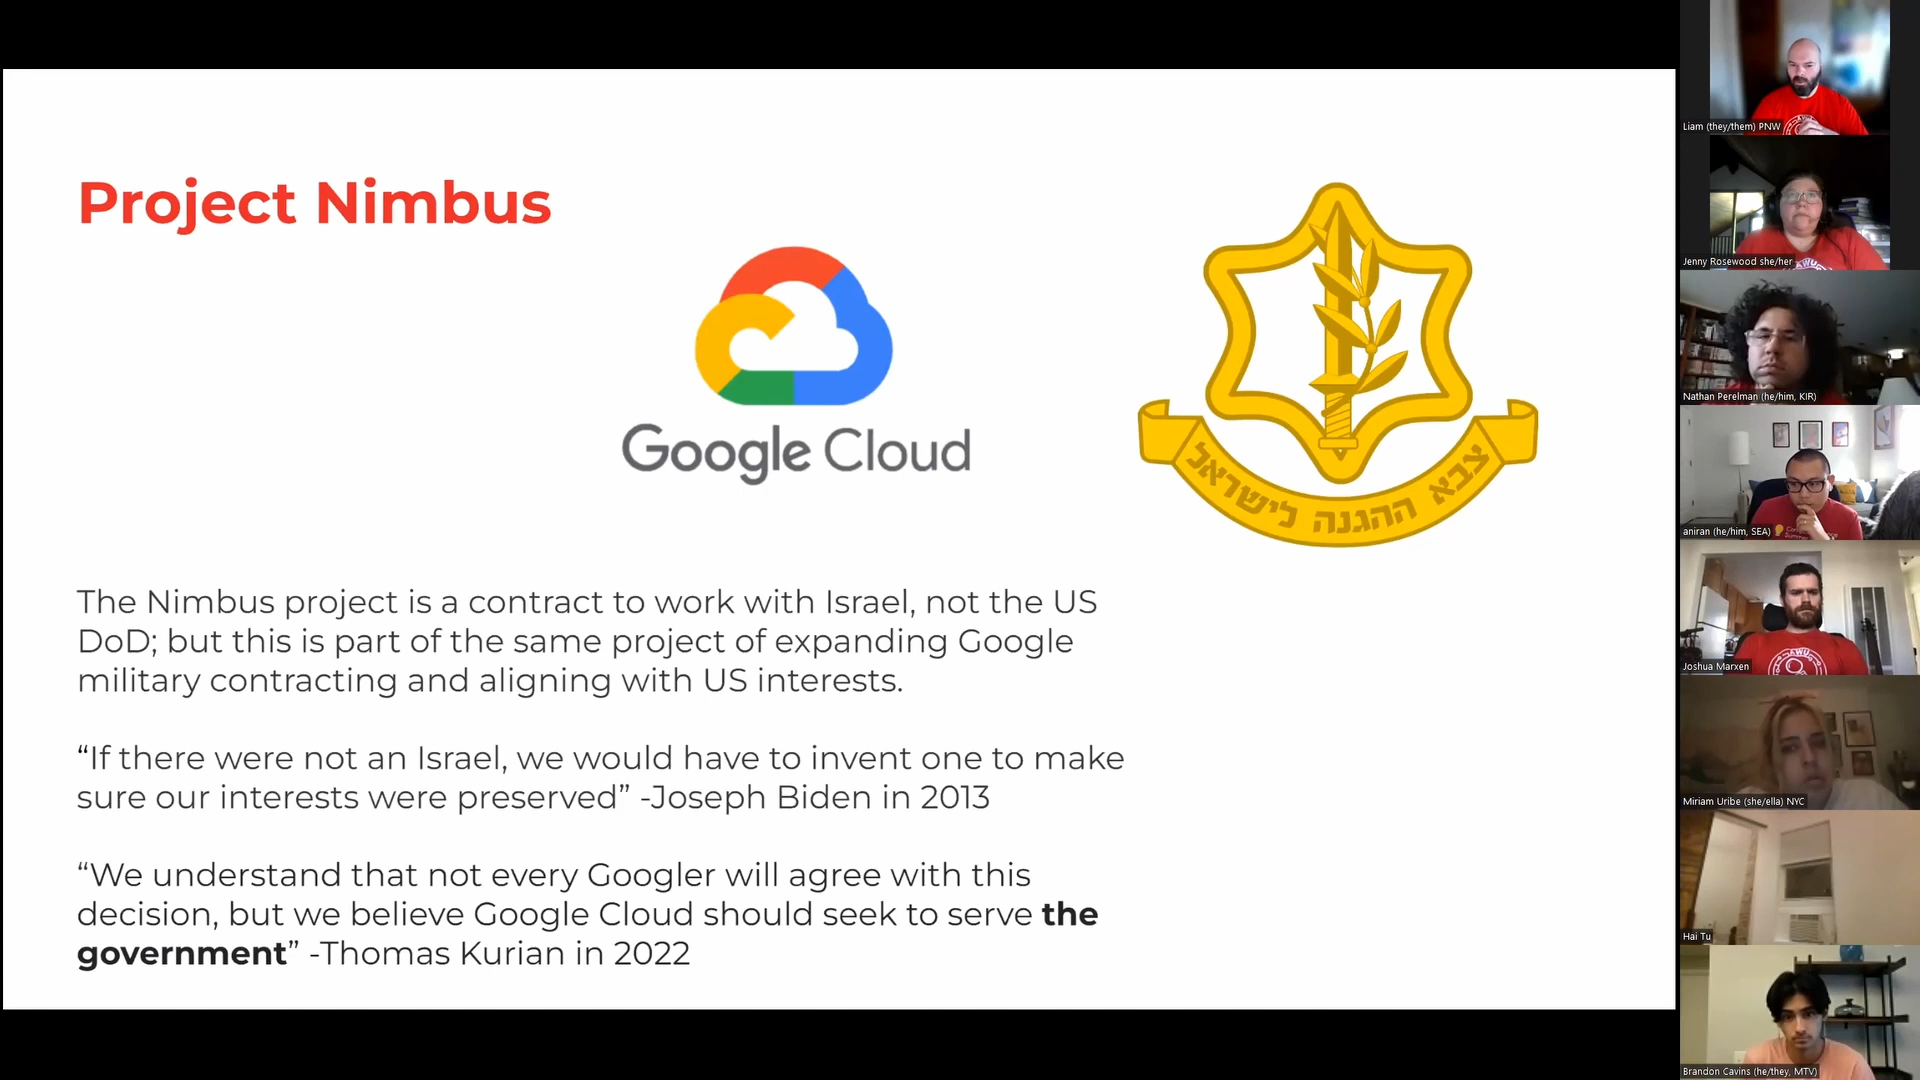 Project Nimbus
Google Cloud
צבא ההגנה לישראל
The Nimbus project is a contract to work with Israel, not the US
DoD; but this is part of the same project of expanding Google
military contracting and aligning with US interests.
“If there were not an Israel, we would have to invent one to make
sure our interests were preserved” -Joseph Biden in 2013
“We understand that not every Googler will agree with this
decision, but we believe Google Cloud should seek to serve the
government” -Thomas Kurian in 2022
Liam (they/them) PNW
Jenny Rosewood she/her
Nathan Perelman (he/him, KIR)
aniran (he/him, SEA)
AWU
Joshua Marxen
Miriam Uribe (she/ella) NYC
Hai Tu
Brandon Cavins (he/they, MTV)